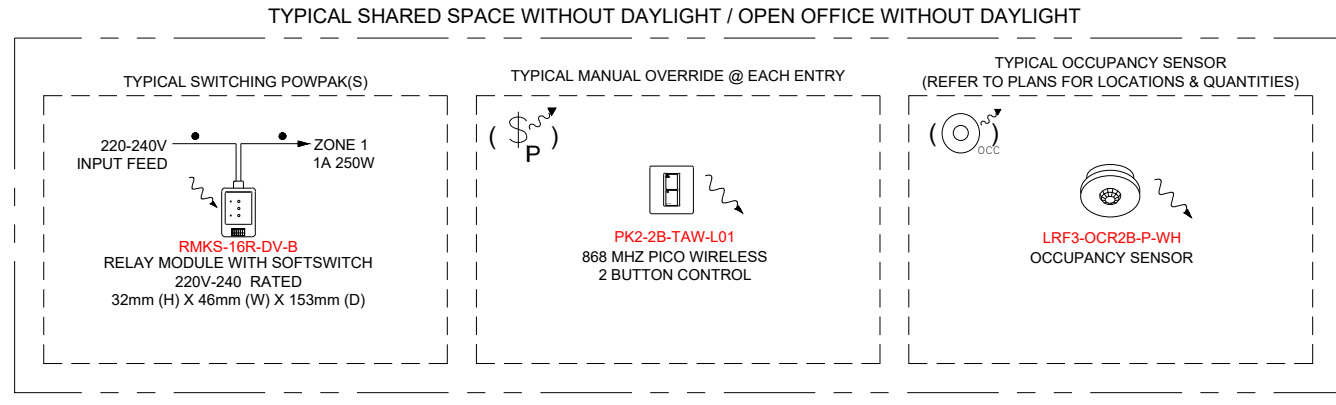 TYPICAL SHARED SPACE WITHOUT DAYLIGHT / OPEN OFFICE WITHOUT DAYLIGHT
TYPICAL SWITCHING POWPAK(S)
220-240V
INPUT FEED
ZONE 1
1A 250W
RMKS-16R-DV-B
RELAY MODULE WITH SOFTSWITCH
220V-240 RATED
32mm (H) X 46mm (W) X 153mm (D)
TYPICAL MANUAL OVERRIDE @ EACH ENTRY
( $ )
P
PK2-2B-TAW-L01
868 MHZ PICO WIRELESS
2 BUTTON CONTROL
TYPICAL OCCUPANCY SENSOR
(REFER TO PLANS FOR LOCATIONS & QUANTITIES)
( )
OCC
LRF3-OCR2B-P-WH
OCCUPANCY SENSOR